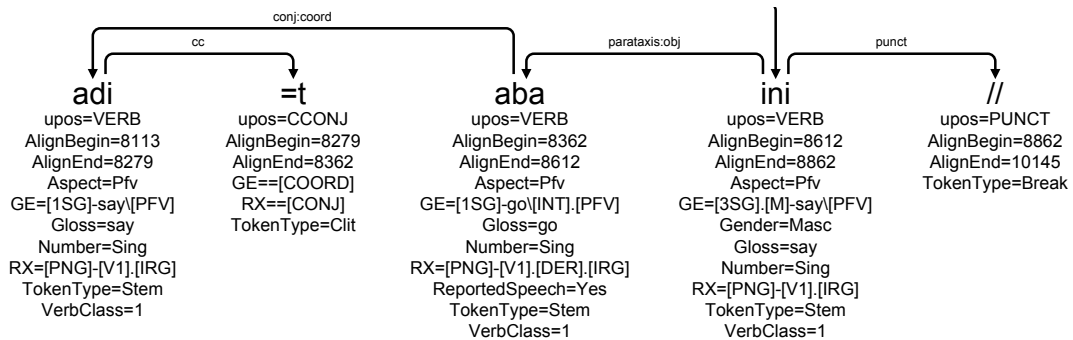 conj:coord
cc parataxis:obj punct
adi =t aba ini //
upos=VERB upos=CCONJ upos=VERB upos=VERB upos=PUNCT
AlignBegin=8113 AlignBegin=8279 AlignBegin=8362 AlignBegin=8612 AlignBegin=8862
AlignEnd=8279 AlignEnd=8362 AlignEnd=8612 AlignEnd=8862 AlignEnd=10145
Aspect=Pfv GE==[COORD] Aspect=Pfv Aspect=Pfv TokenType=Break
GE=[1SG]-say\[PFV] RX==[CONJ] GE=[1SG]-go\[INT].[PFV] GE=[3SG].[M]-say\[PFV]
Gloss=say TokenType=Clit Gloss=go Gender=Masc
Number=Sing Number=Sing Gloss=say
RX=[PNG]-[V1].[IRG] RX=[PNG]-[V1].[DER].[IRG] Number=Sing
TokenType=Stem ReportedSpeech=Yes RX=[PNG]-[V1].[IRG]
VerbClass=1 TokenType=Stem TokenType=Stem
VerbClass=1 VerbClass=1